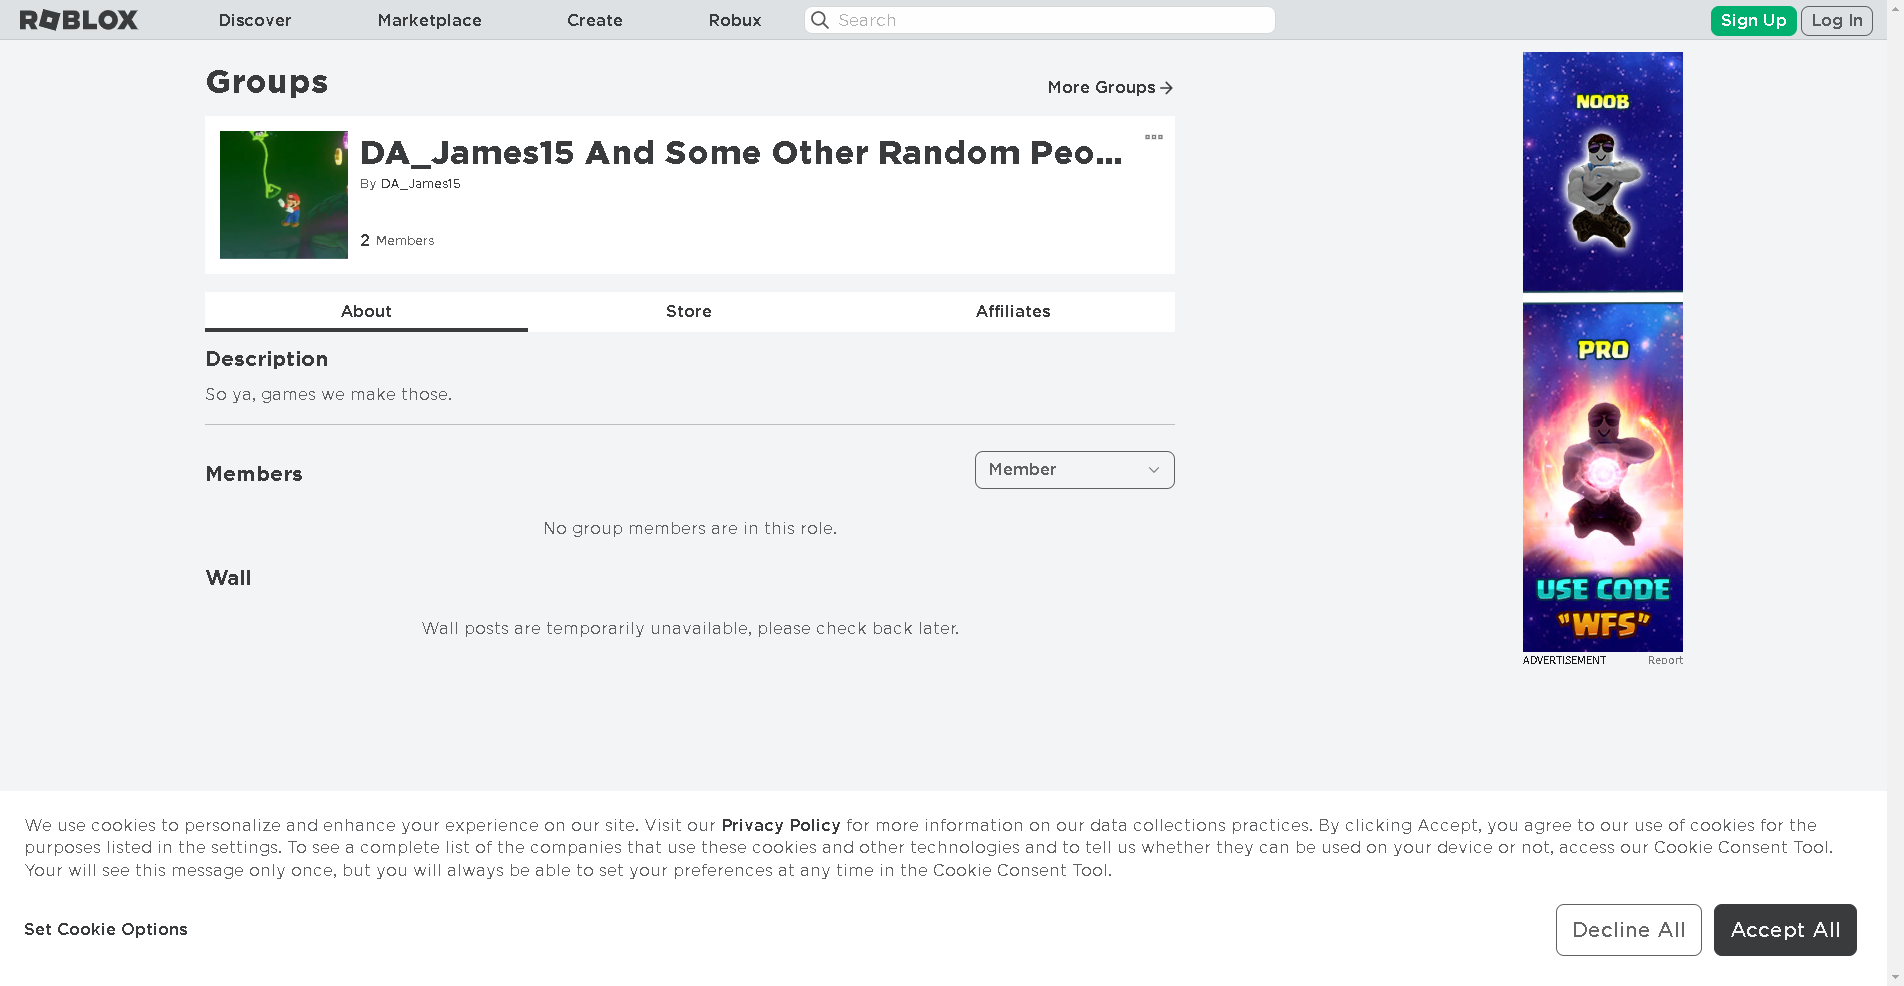 ROBLOX Discover Marketplace Create Robux Search Sign Up Log In
Groups
More Groups
DA_James15 And Some Other Random Peo...
By DA_James15
2 Members
About Store Affiliates
Description
So ya, games we make those.
Members
Member
No group members are in this role.
Wall
Wall posts are temporarily unavailable, please check back later.
NOOB
PRO
USE CODE
"WFS"
ADVERTISEMENT Report
We use cookies to personalize and enhance your experience on our site. Visit our Privacy Policy for more information on our data collections practices. By clicking Accept, you agree to our use of cookies for the
purposes listed in the settings. To see a complete list of the companies that use these cookies and other technologies and to tell us whether they can be used on your device or not, access our Cookie Consent Tool.
Your will see this message only once, but you will always be able to set your preferences at any time in the Cookie Consent Tool.
Set Cookie Options
Decline All
Accept All